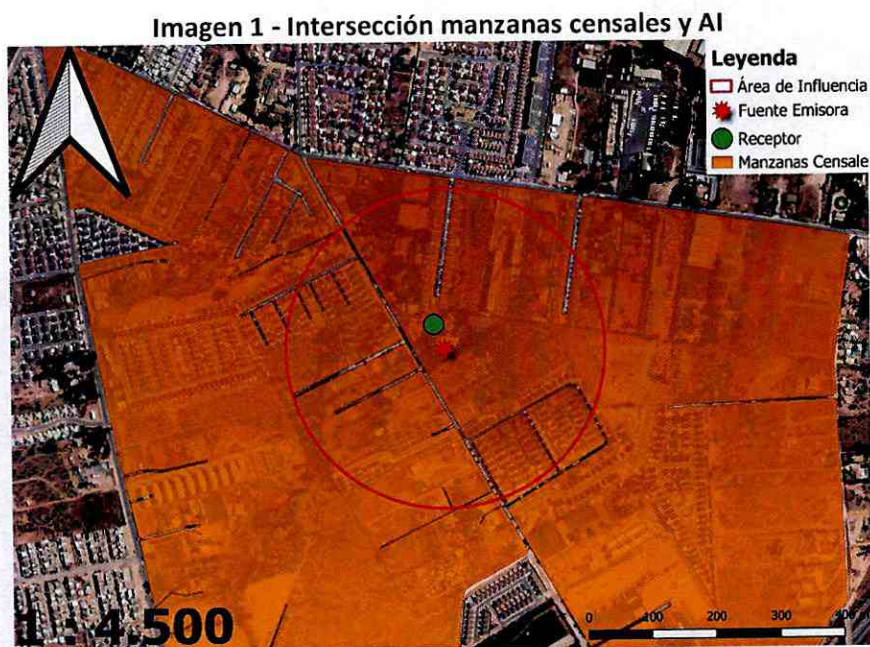 Imagen 1 - Intersección manzanas censales y AI
Leyenda
Área de Influencia
Fuente Emisora
Receptor
Manzanas Censale
1 : 4.500
0 100 200 300 400 m